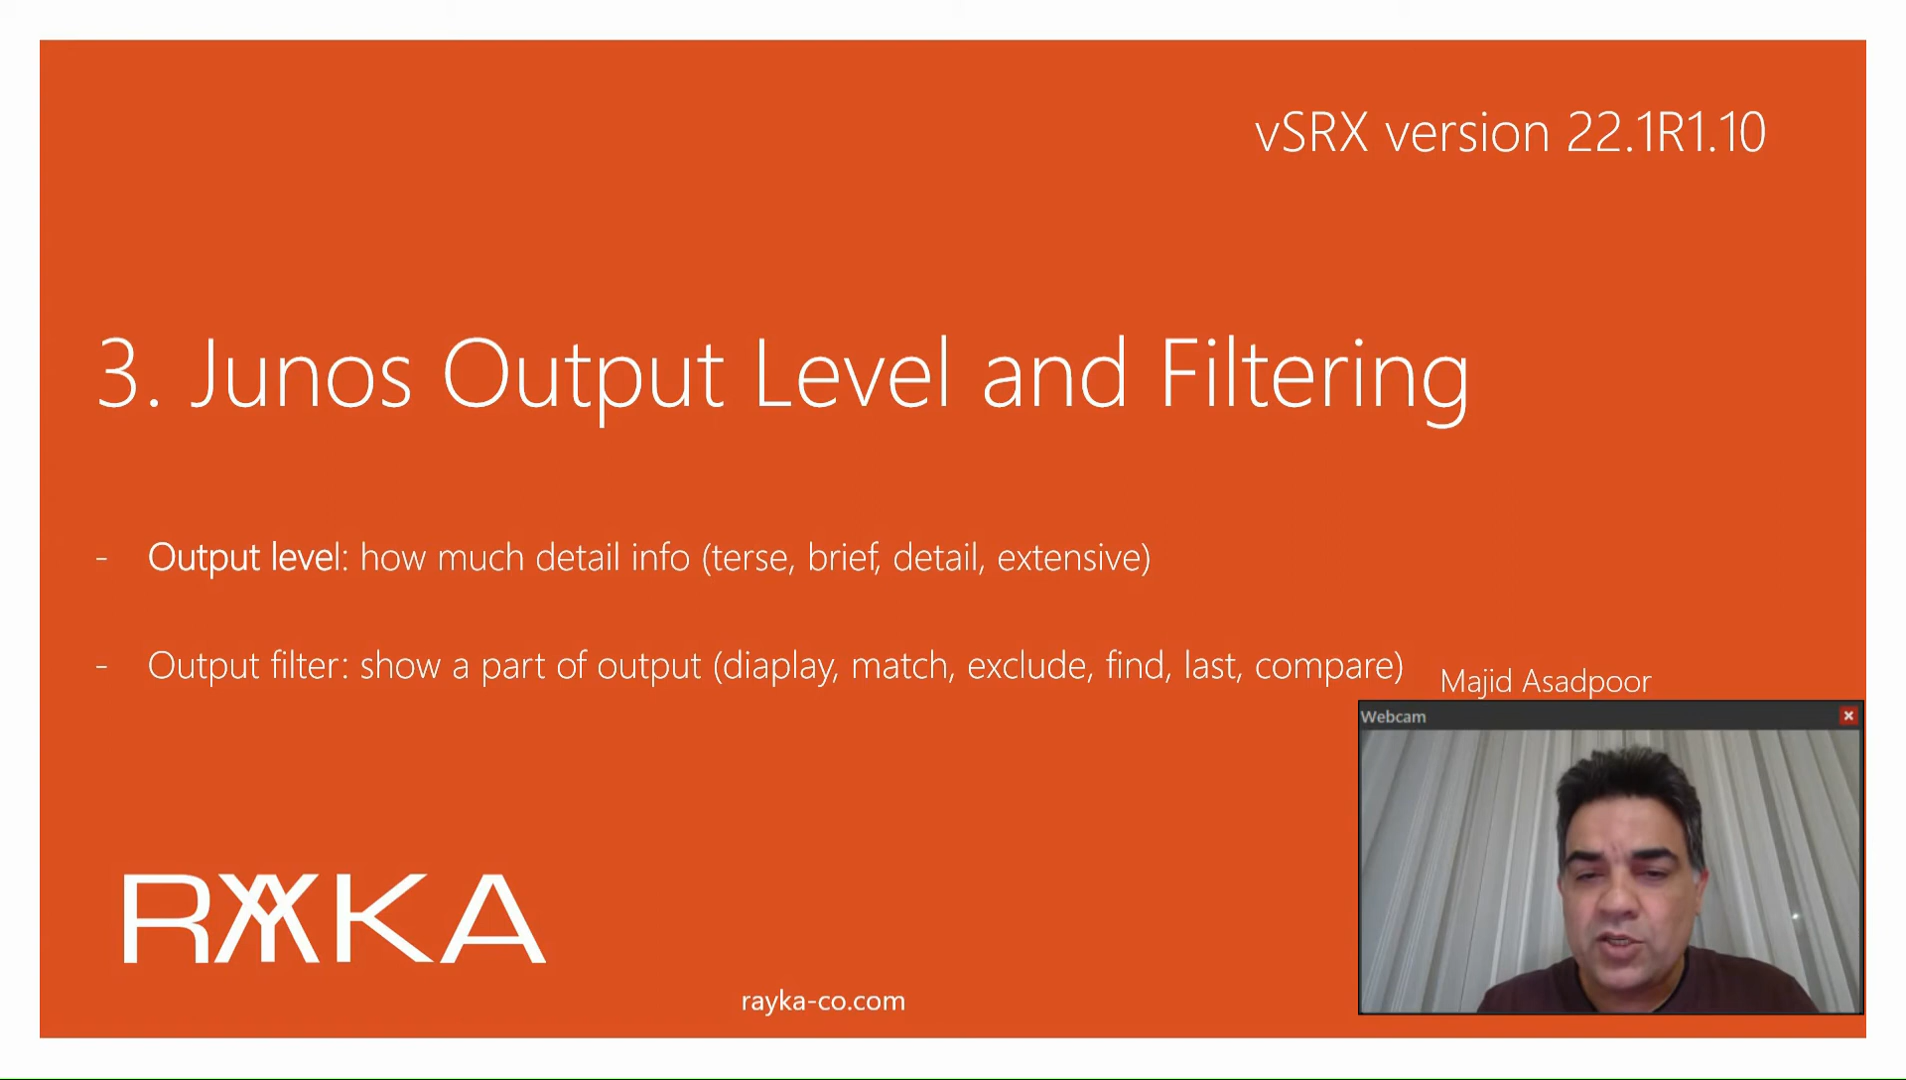 vSRX version 22.1R1.10
3. Junos Output Level and Filtering
- Output level: how much detail info (terse, brief, detail, extensive)
- Output filter: show a part of output (diaplay, match, exclude, find, last, compare)
Majid Asadpoor
Webcam
RAYKA
rayka-co.com